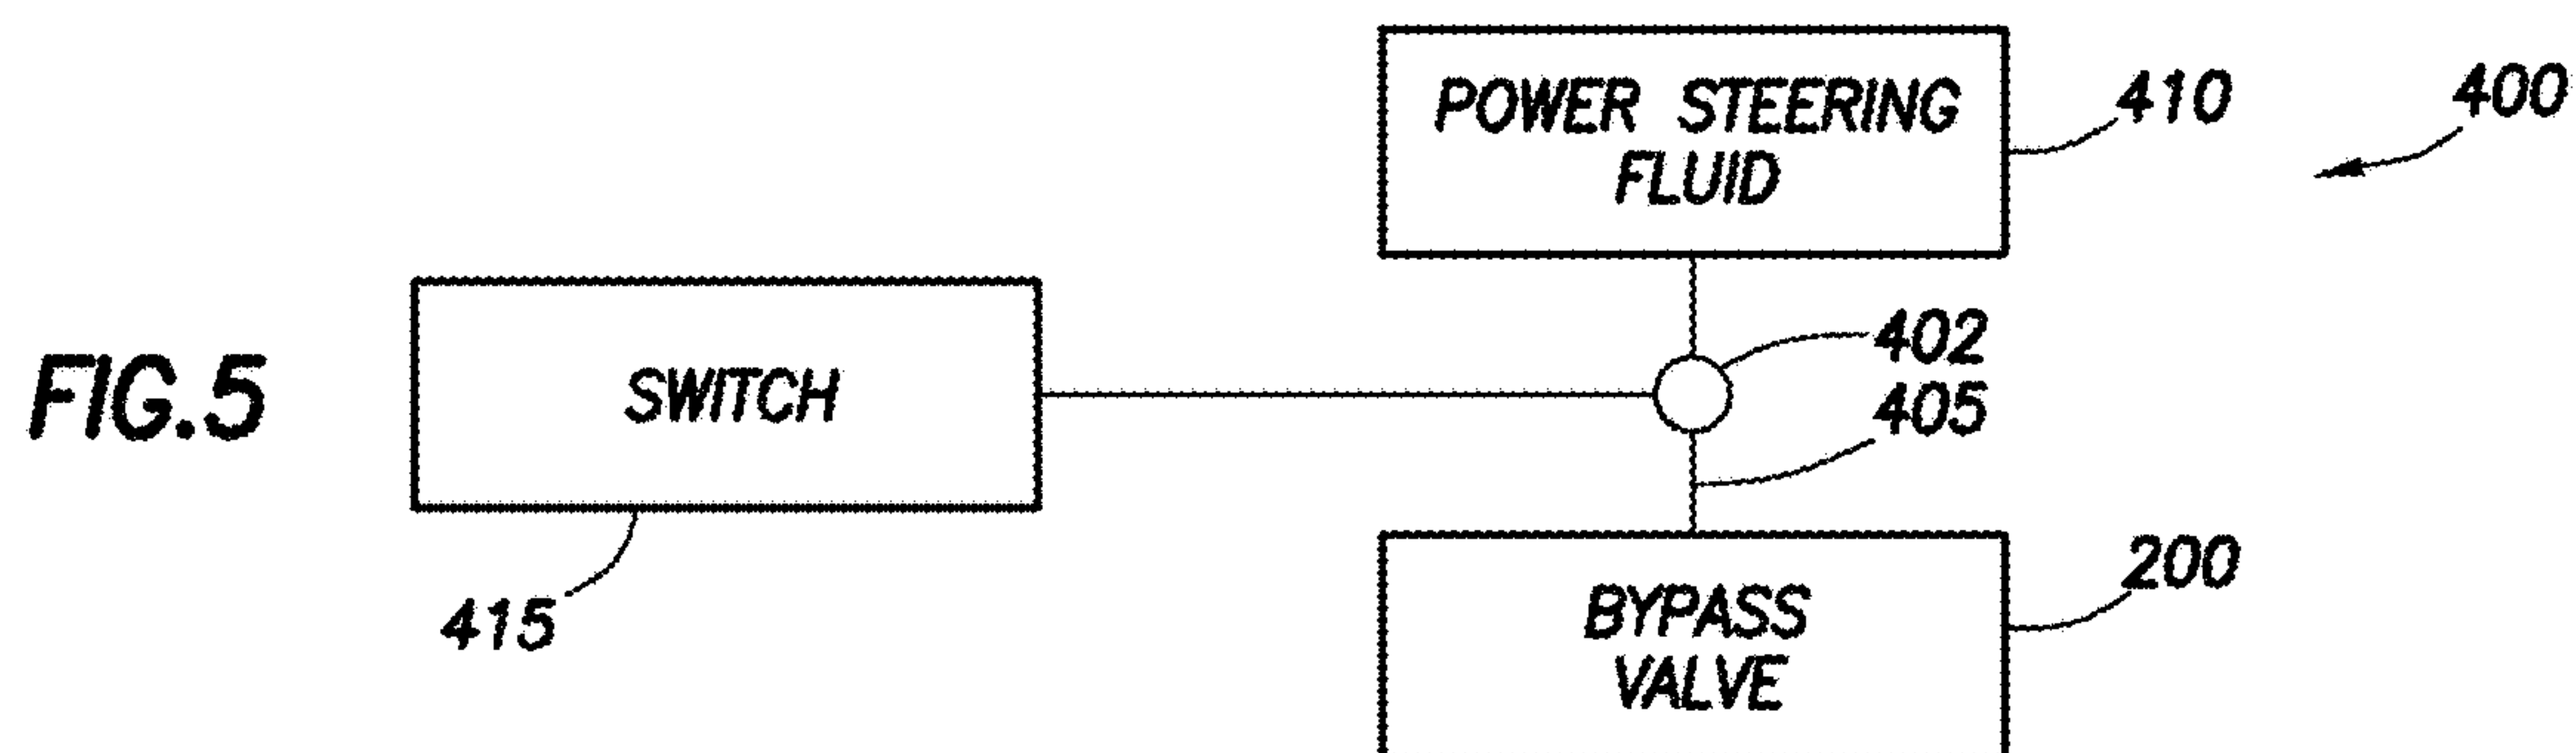 POWER STEERING
FLUID
410
400
402
405
FIG.5
SWITCH
415
BYPASS
VALVE
200